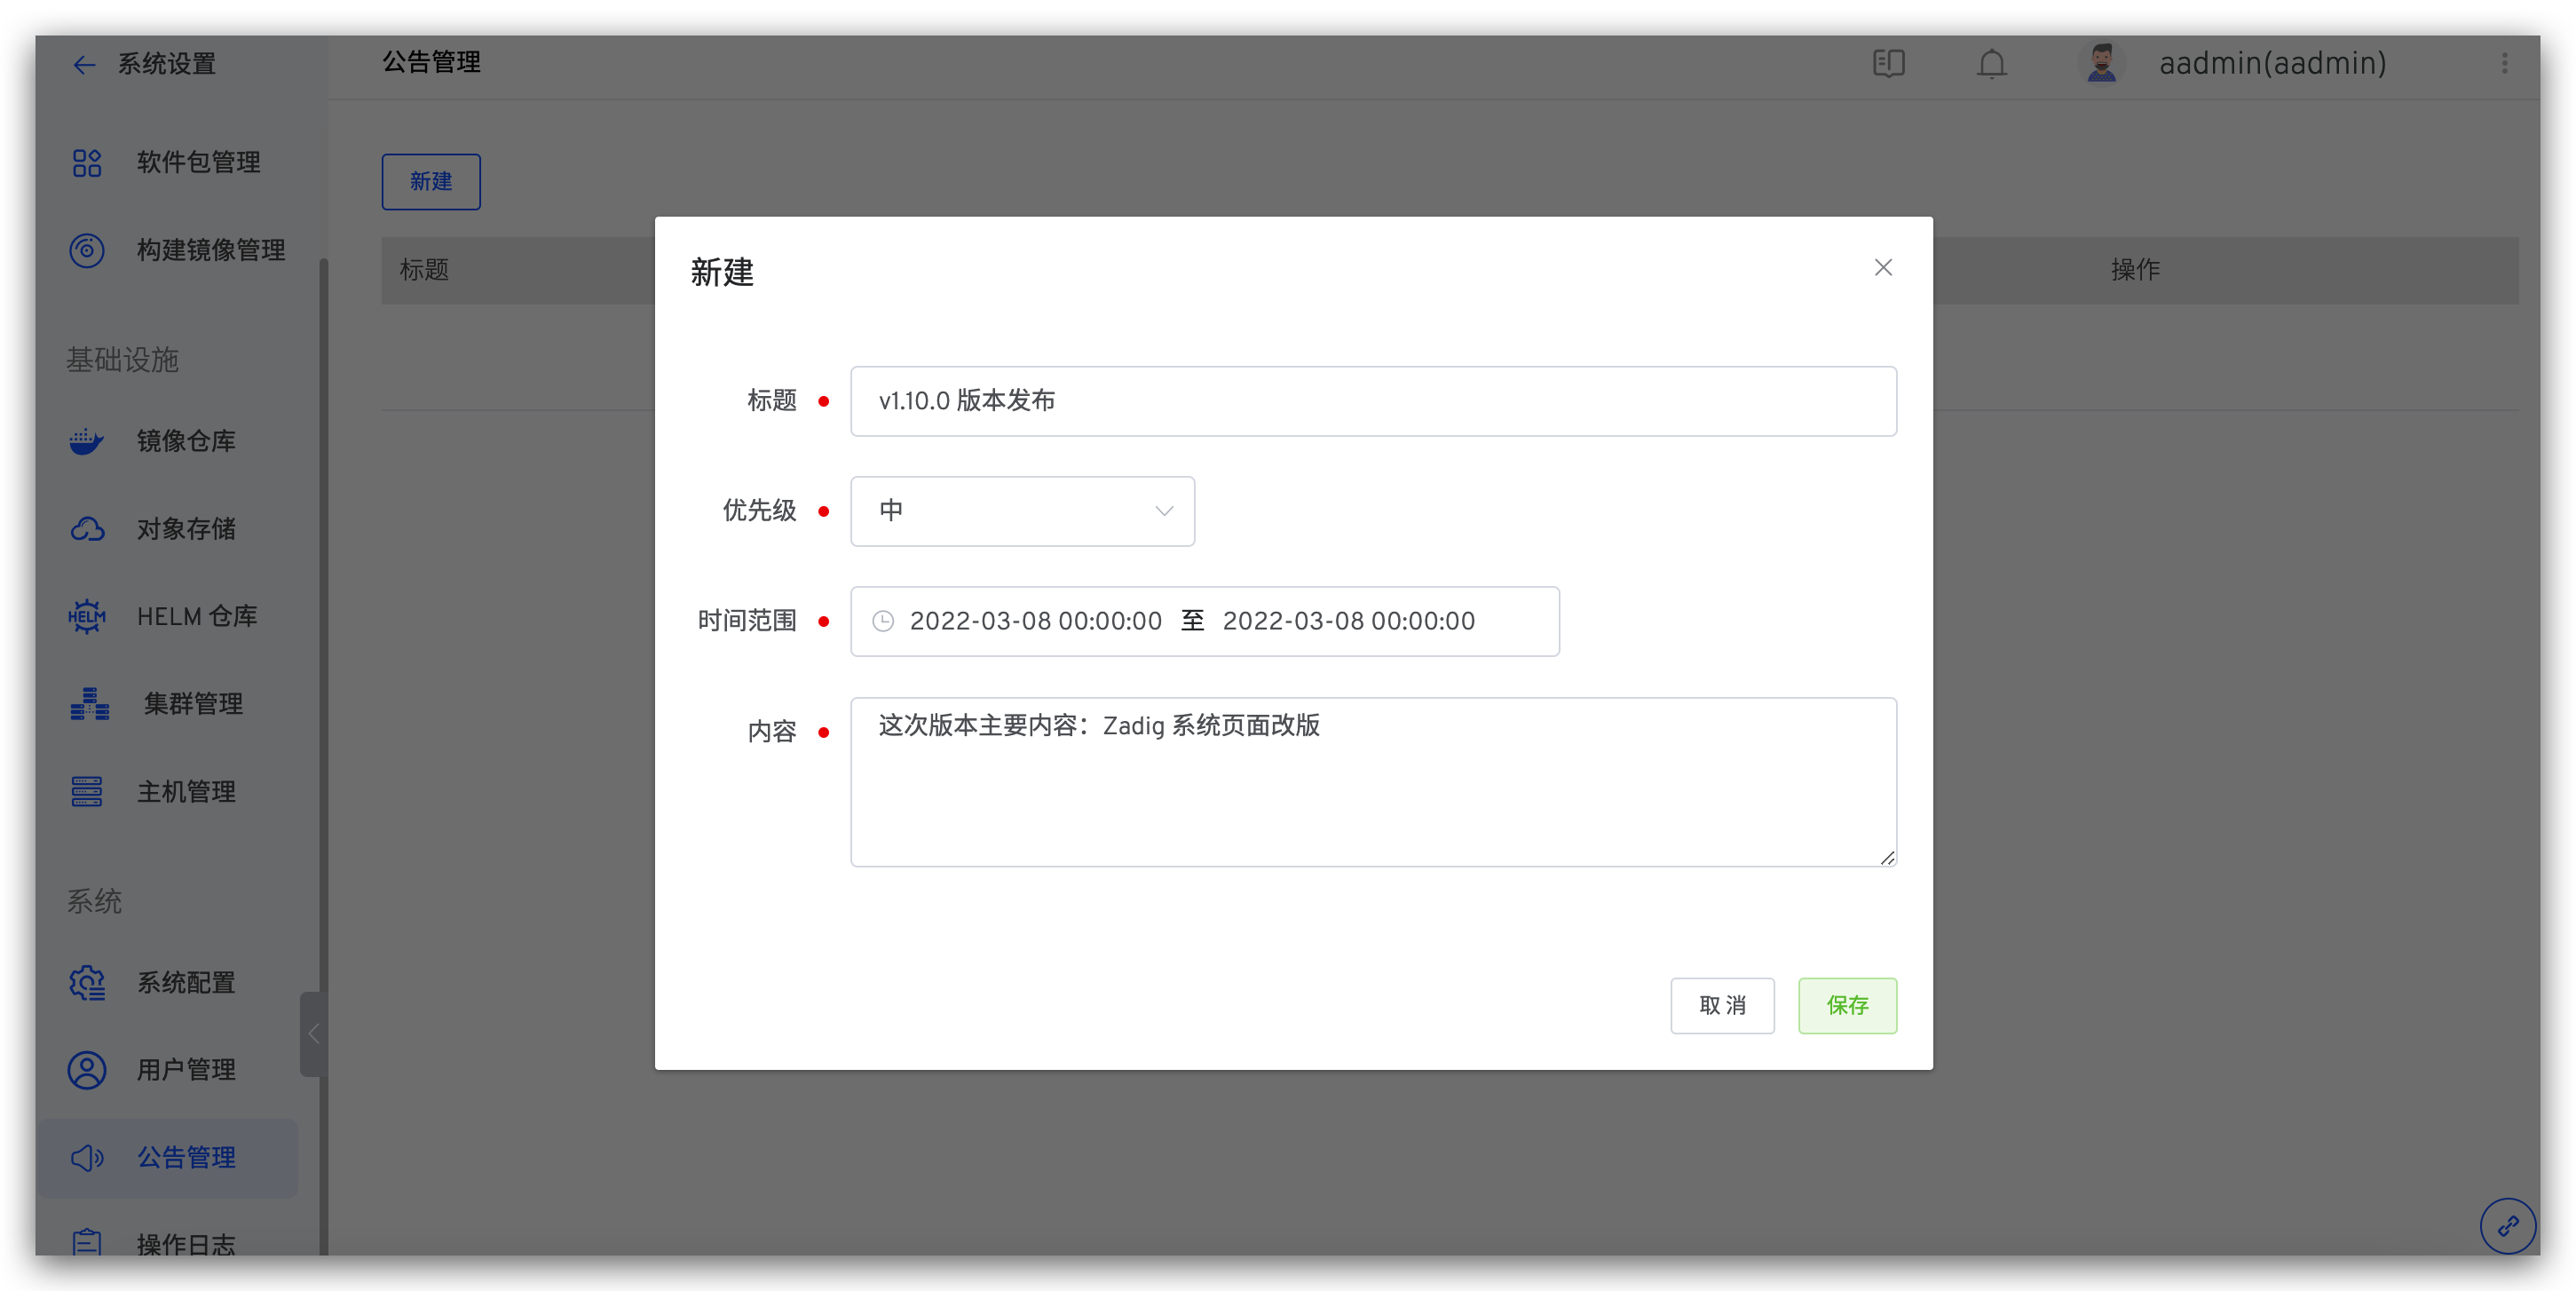 系统设置
公告管理
aadmin(aadmin)
软件包管理
构建镜像管理
基础设施
镜像仓库
对象存储
HELM
HELM 仓库
集群管理
主机管理
系统
系统配置
用户管理
公告管理
操作日志
新建
标题
操作
新建
标题
v1.10.0 版本发布
优先级
中
时间范围
2022-03-08 00:00:00 至 2022-03-08 00:00:00
内容
这次版本主要内容：Zadig 系统页面改版
取 消
保存